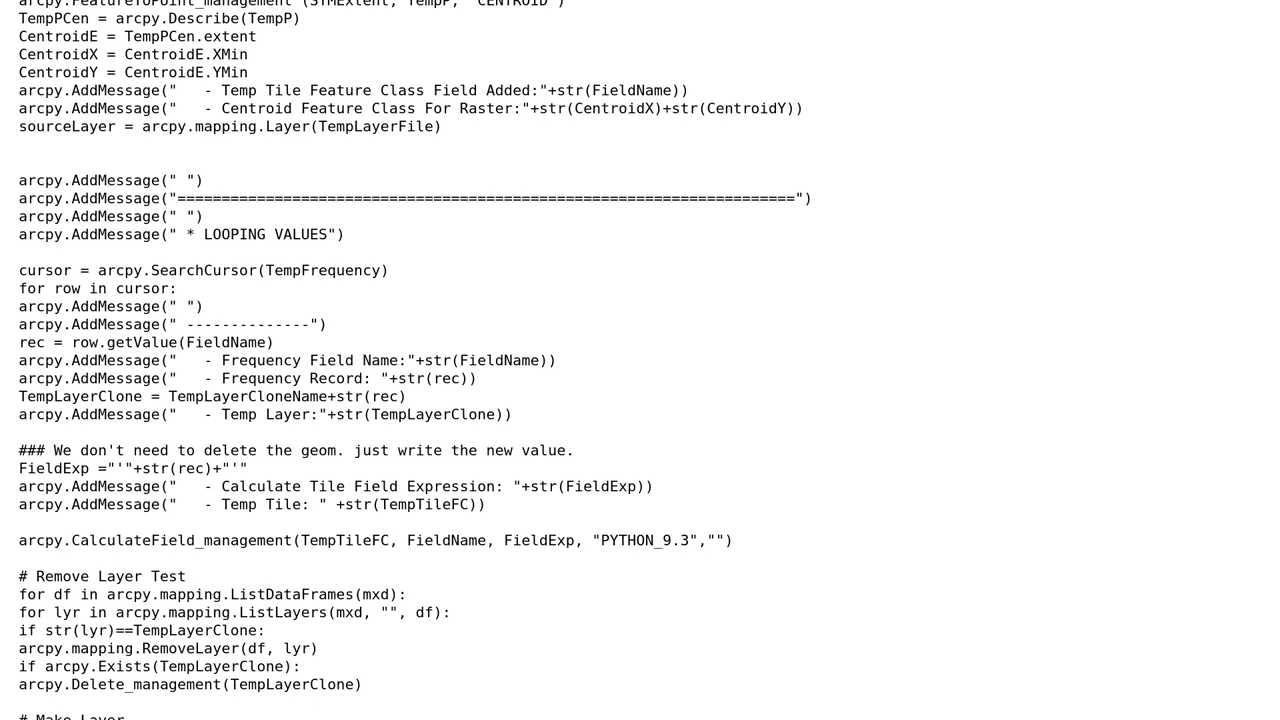 arcpy.FeatureToPoint_management (SYMExtent, TempP, "CENTROID")
TempPCen = arcpy.Describe(TempP)
CentroidE = TempPCen.extent
CentroidX = CentroidE.XMin
CentroidY = CentroidE.YMin
arcpy.AddMessage("   - Temp Tile Feature Class Field Added:"+str(FieldName))
arcpy.AddMessage("   - Centroid Feature Class For Raster:"+str(CentroidX)+str(CentroidY))
sourceLayer = arcpy.mapping.Layer(TempLayerFile)
arcpy.AddMessage(" ")
arcpy.AddMessage("======================================================================")
arcpy.AddMessage(" ")
arcpy.AddMessage(" * LOOPING VALUES")
cursor = arcpy.SearchCursor(TempFrequency)
for row in cursor:
arcpy.AddMessage(" ")
arcpy.AddMessage(" --------------")
rec = row.getValue(FieldName)
arcpy.AddMessage("   - Frequency Field Name:"+str(FieldName))
arcpy.AddMessage("   - Frequency Record: "+str(rec))
TempLayerClone = TempLayerCloneName+str(rec)
arcpy.AddMessage("   - Temp Layer:"+str(TempLayerClone))
### We don't need to delete the geom. just write the new value.
FieldExp ="'"+str(rec)+"'"
arcpy.AddMessage("   - Calculate Tile Field Expression: "+str(FieldExp))
arcpy.AddMessage("   - Temp Tile: " +str(TempTileFC))
arcpy.CalculateField_management(TempTileFC, FieldName, FieldExp, "PYTHON_9.3","")
# Remove Layer Test
for df in arcpy.mapping.ListDataFrames(mxd):
for lyr in arcpy.mapping.ListLayers(mxd, "", df):
if str(lyr)==TempLayerClone:
arcpy.mapping.RemoveLayer(df, lyr)
if arcpy.Exists(TempLayerClone):
arcpy.Delete_management(TempLayerClone)
# Make Layer